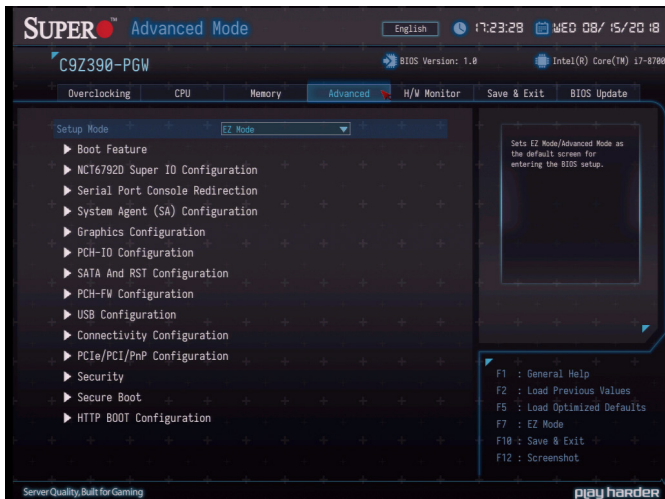 SUPER™ Advanced Mode English 17:23:28 WED 08/15/2018
C9Z390-PGW BIOS Version: 1.0 Intel(R) Core(TM) i7-8700
Overclocking CPU Memory Advanced H/W Monitor Save & Exit BIOS Update
Setup Mode EZ Mode
Boot Feature
NCT6792D Super IO Configuration
Serial Port Console Redirection
System Agent (SA) Configuration
Graphics Configuration
PCH-IO Configuration
SATA And RST Configuration
PCH-FW Configuration
USB Configuration
Connectivity Configuration
PCIe/PCI/PnP Configuration
Security
Secure Boot
HTTP BOOT Configuration
Sets EZ Mode/Advanced Mode as
the default screen for
entering the BIOS setup.
F1 : General Help
F2 : Load Previous Values
F5 : Load Optimized Defaults
F7 : EZ Mode
F10 : Save & Exit
F12 : Screenshot
Server Quality, Built for Gaming play harder